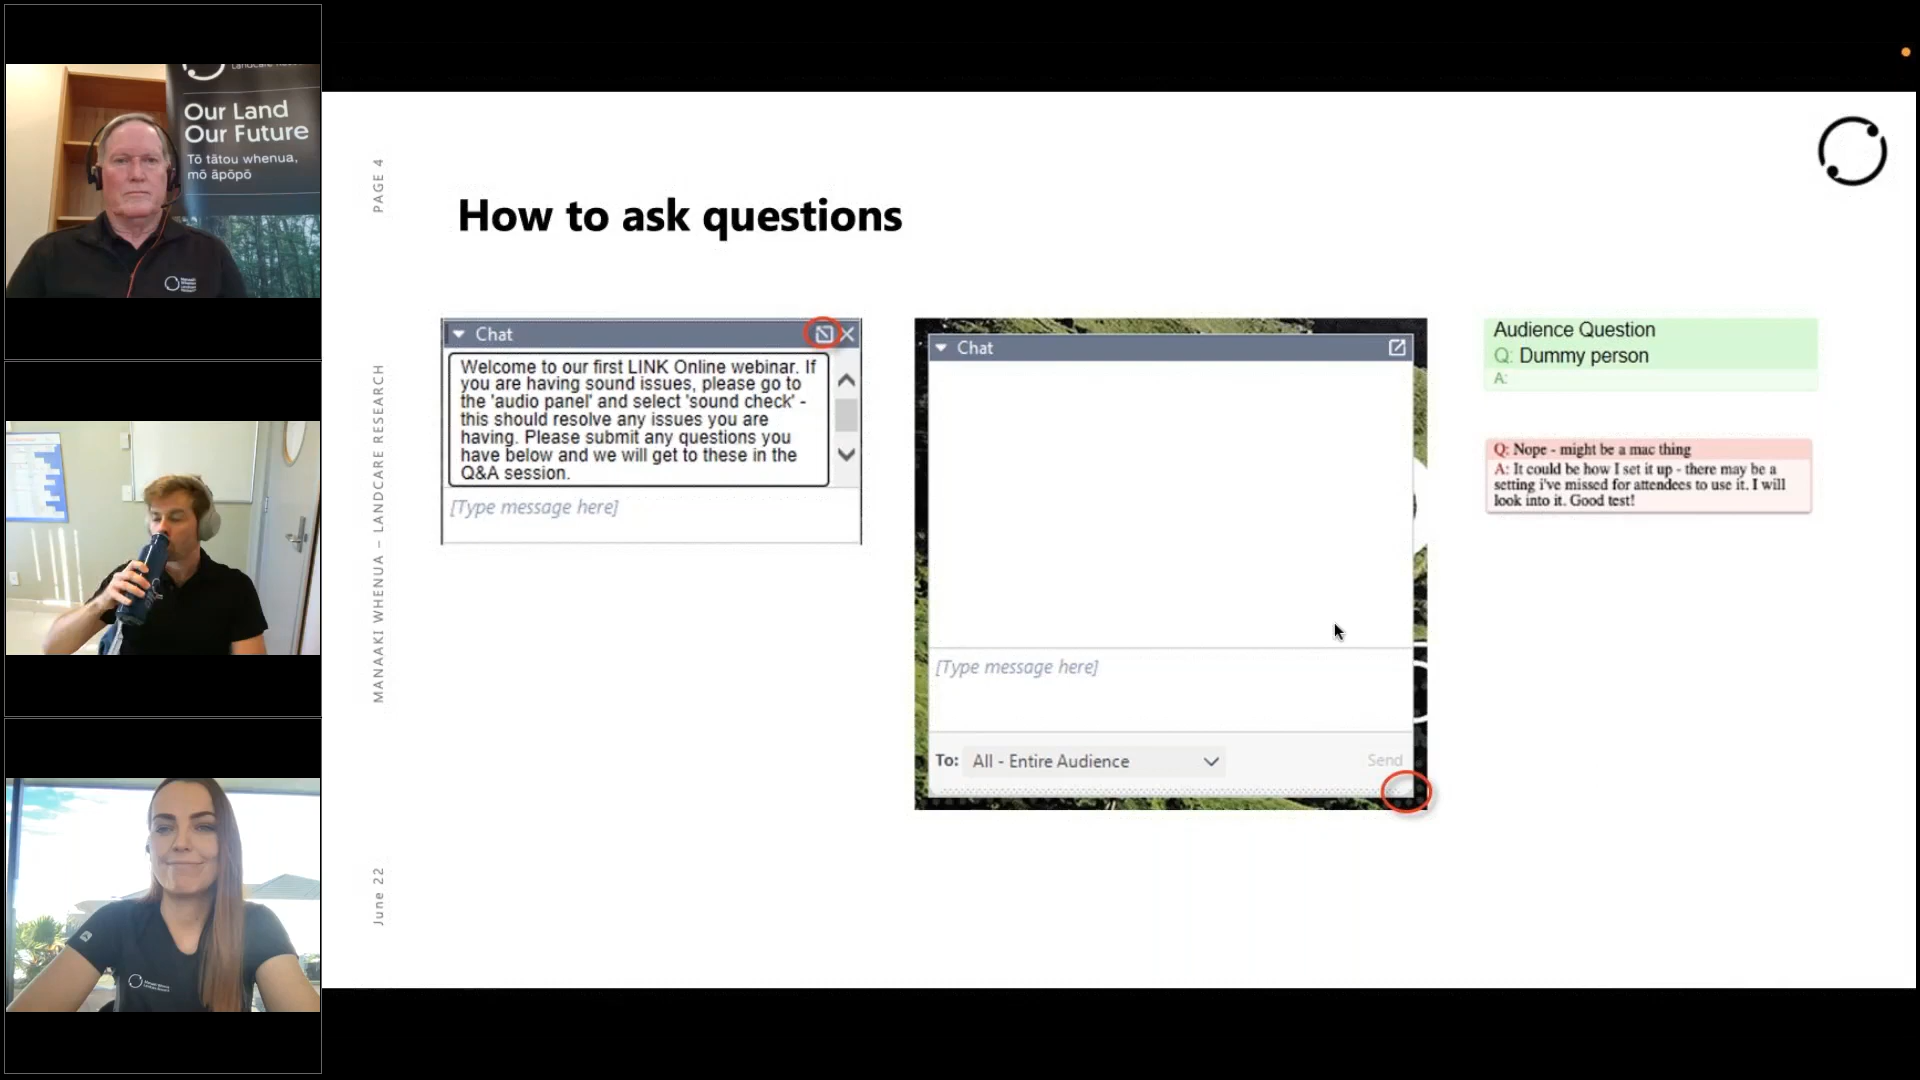 Landcare
Our Land
Our Future
Tō tātou whenua,
mō āpōpō
PAGE 4
MANAAKI WHENUA – LANDCARE RESEARCH
June 22
How to ask questions
Chat
Welcome to our first LINK Online webinar. If
you are having sound issues, please go to
the 'audio panel' and select 'sound check' -
this should resolve any issues you are
having. Please submit any questions you
have below and we will get to these in the
Q&A session.
[Type message here]
Chat
[Type message here]
To: All - Entire Audience
Send
Audience Question
Q: Dummy person
A:
Q: Nope - might be a mac thing
A: It could be how I set it up - there may be a
setting i've missed for attendees to use it. I will
look into it. Good test!